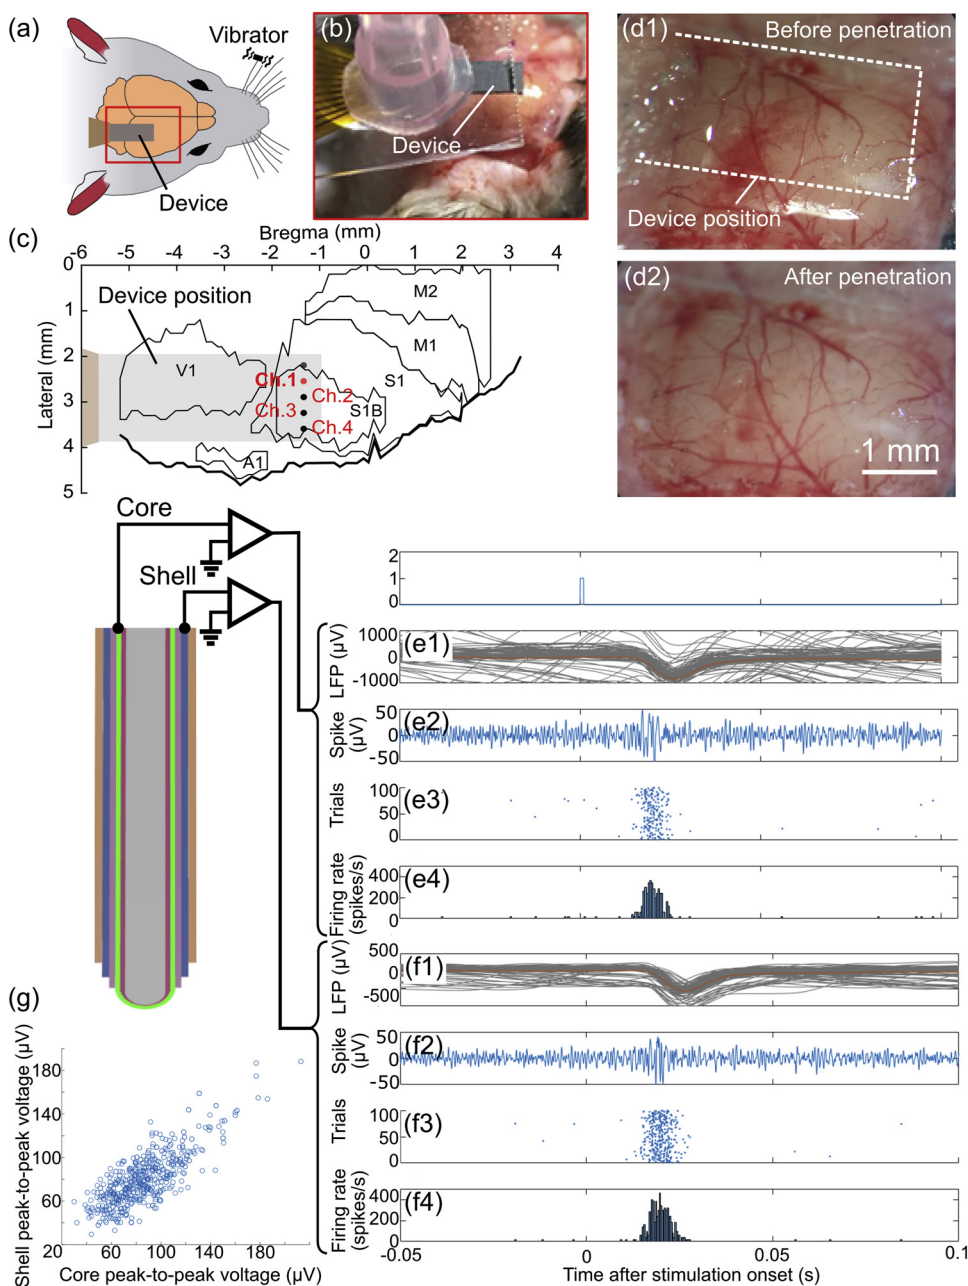 (a)
Vibrator
Device
(b)
Device
(d1) Before penetration
Device position
(c)
Bregma (mm)
-6 -5 -4 -3 -2 -1 0 1 2 3 4
Lateral (mm)
0
1
2
3
4
5
Device position
M2
M1
V1
S1
Ch.1
Ch.2
Ch.3
S1B
Ch.4
A1
(d2) After penetration
1 mm
Core
Shell
2
1
0
(e1)
LFP (µV)
1000
0
-1000
(e2)
Spike (µV)
50
0
-50
(e3)
Trials
100
50
0
(e4)
Firing rate (spikes/s)
400
200
0
(f1)
LFP (µV)
500
0
-500
(f2)
Spike (µV)
50
0
-50
(f3)
Trials
100
50
0
(f4)
Firing rate (spikes/s)
400
200
0
-0.05 0 0.05 0.1
Time after stimulation onset (s)
(g)
Shell peak-to-peak voltage (µV)
180
140
100
60
20
20 60 100 140 180
Core peak-to-peak voltage (µV)